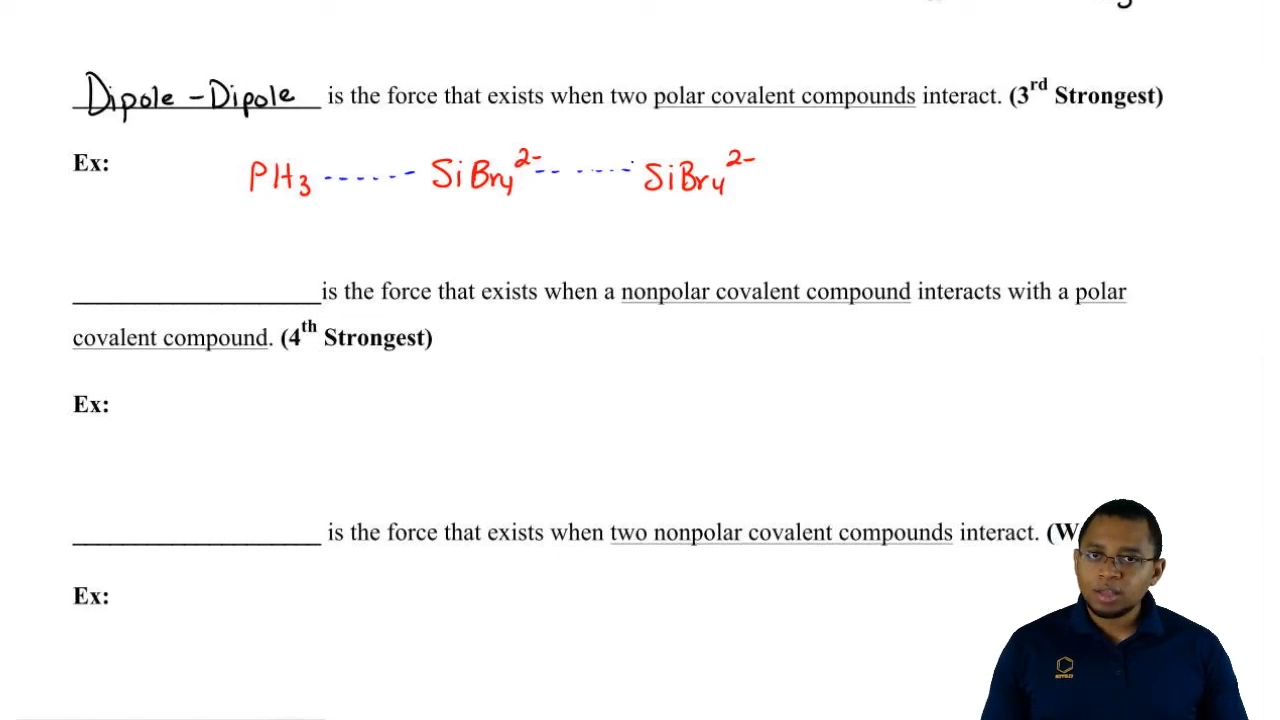 Dipole - Dipole is the force that exists when two polar covalent compounds interact. (3rd Strongest)
Ex: PH3 ------ SiBr4 2- ------ SiBr4 2-
____________________is the force that exists when a nonpolar covalent compound interacts with a polar
covalent compound. (4th Strongest)
Ex:
____________________ is the force that exists when two nonpolar covalent compounds interact. (W
Ex: